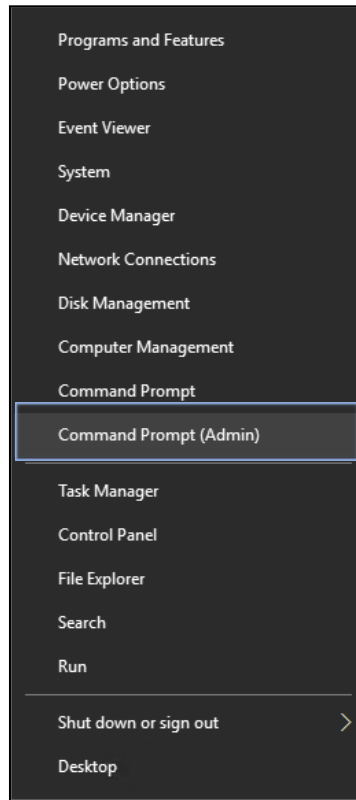 Programs and Features
Power Options
Event Viewer
System
Device Manager
Network Connections
Disk Management
Computer Management
Command Prompt
Command Prompt (Admin)
Task Manager
Control Panel
File Explorer
Search
Run
Shut down or sign out
Desktop